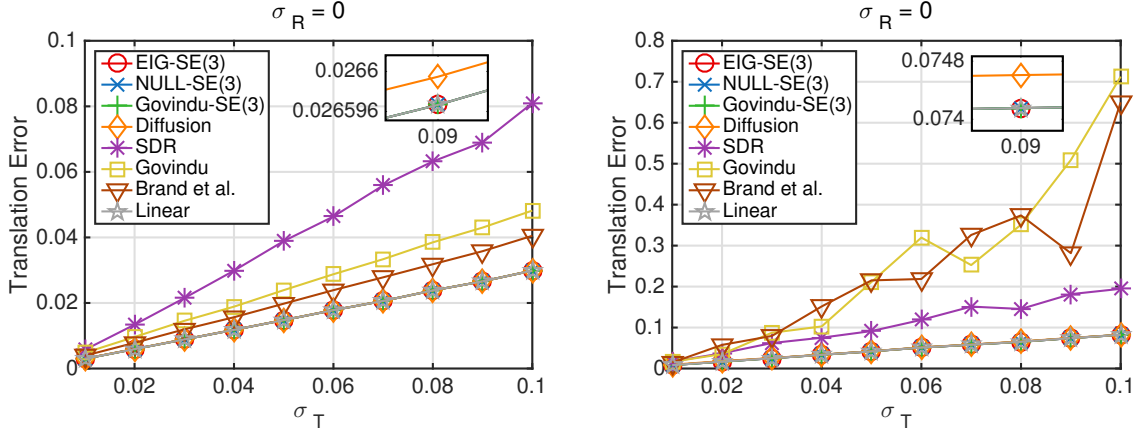 σ R = 0
0.1
0.08
0.06
0.04
0.02
0
Translation Error
EIG-SE(3)
NULL-SE(3)
Govindu-SE(3)
Diffusion
SDR
Govindu
Brand et al.
Linear
0.0266
0.026596
0.09
0.02 0.04 0.06 0.08 0.1
σ T
σ R = 0
0.8
0.7
0.6
0.5
0.4
0.3
0.2
0.1
0
Translation Error
EIG-SE(3)
NULL-SE(3)
Govindu-SE(3)
Diffusion
SDR
Govindu
Brand et al.
Linear
0.0748
0.074
0.09
0.02 0.04 0.06 0.08 0.1
σ T